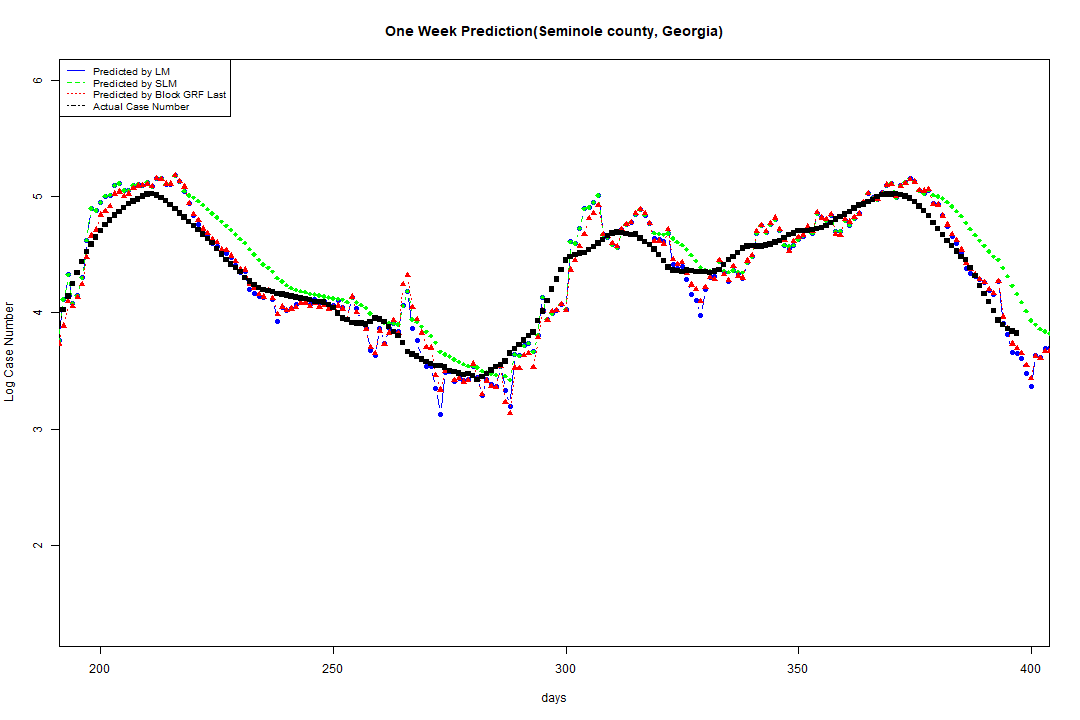 One Week Prediction(Seminole county, Georgia)
Predicted by LM
Predicted by SLM
Predicted by Block GRF Last
Actual Case Number
6
5
4
3
2
Log Case Number
200 250 300 350 400
days